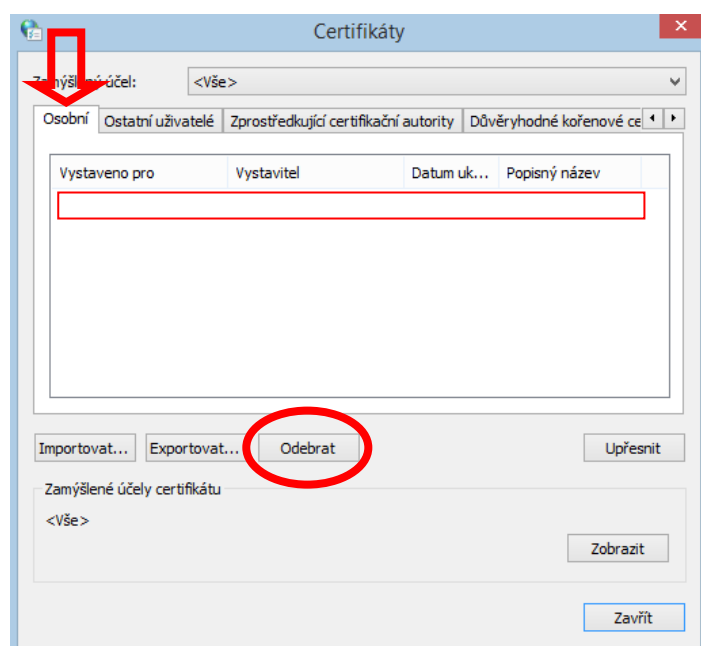 Certifikáty
účel:
<Vše>
Osobní Ostatní uživatelé Zprostředkující certifikační autority Důvěryhodné kořenové ce
Vystaveno pro Vystavitel Datum uk... Popisný název
Importovat... Exportovat... Odebrat Upřesnit
Zamýšlené účely certifikátu
<Vše>
Zobrazit
Zavřít